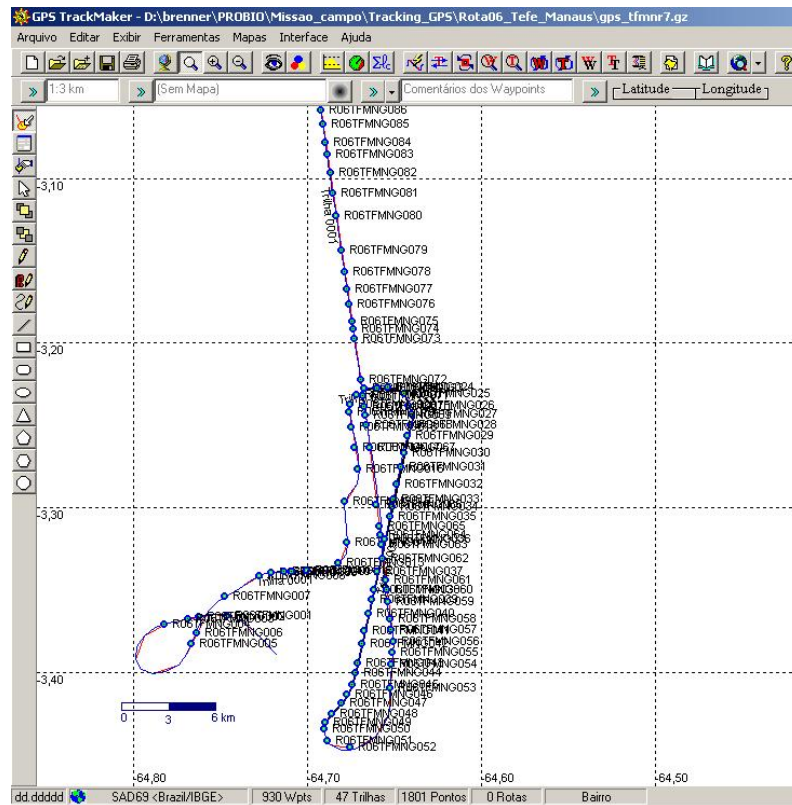 GPS TrackMaker - D:\brenner\PROBIO\Missao_campo\Tracking_GPS\Rota06_Tefe_Manaus\gps_tfmnr7.gz
Arquivo Editar Exibir Ferramentas Mapas Interface Ajuda
1:3 km (Sem Mapa) Comentários dos Waypoints Latitude Longitude
R06TFMNG086
R06TFMNG085
R06TFMNG084
R06TFMNG083
R06TFMNG082
-3,10
R06TFMNG081
Trilha 0001
R06TFMNG080
R06TFMNG079
R06TFMNG078
R06TFMNG077
R06TFMNG076
R06TFMNG075
R06TFMNG074
R06TFMNG073
-3,20
R06TFMNG072
R06TFMNG025
R06TFMNG026
R06TFMNG027
R06TFMNG028
R06TFMNG029
R06TFMNG030
R06TFMNG031
R06TFMNG032
R06TFMNG033
-3,30
R06TFMNG035
R06TFMNG065
R06TFMNG063
R06TFMNG062
R06TFMNG037
R06TFMNG061
R06TFMNG059
R06TFMNG007
R06TFMNG040
R06TFMNG058
R06TFMNG057
R06TFMNG006
R06TFMNG056
R06TFMNG005
R06TFMNG055
R06TFMNG054
-3,40
R06TFMNG044
R06TFMNG053
R06TFMNG046
R06TFMNG047
R06TFMNG048
R06TFMNG049
R06TFMNG050
R06TFMNG051
R06TFMNG052
0 3 6 km
-64,80 -64,70 -64,60 -64,50
dd.ddddd SAD69 <Brazil/IBGE> 930 Wpts 47 Trilhas 1801 Pontos 0 Rotas Bairro